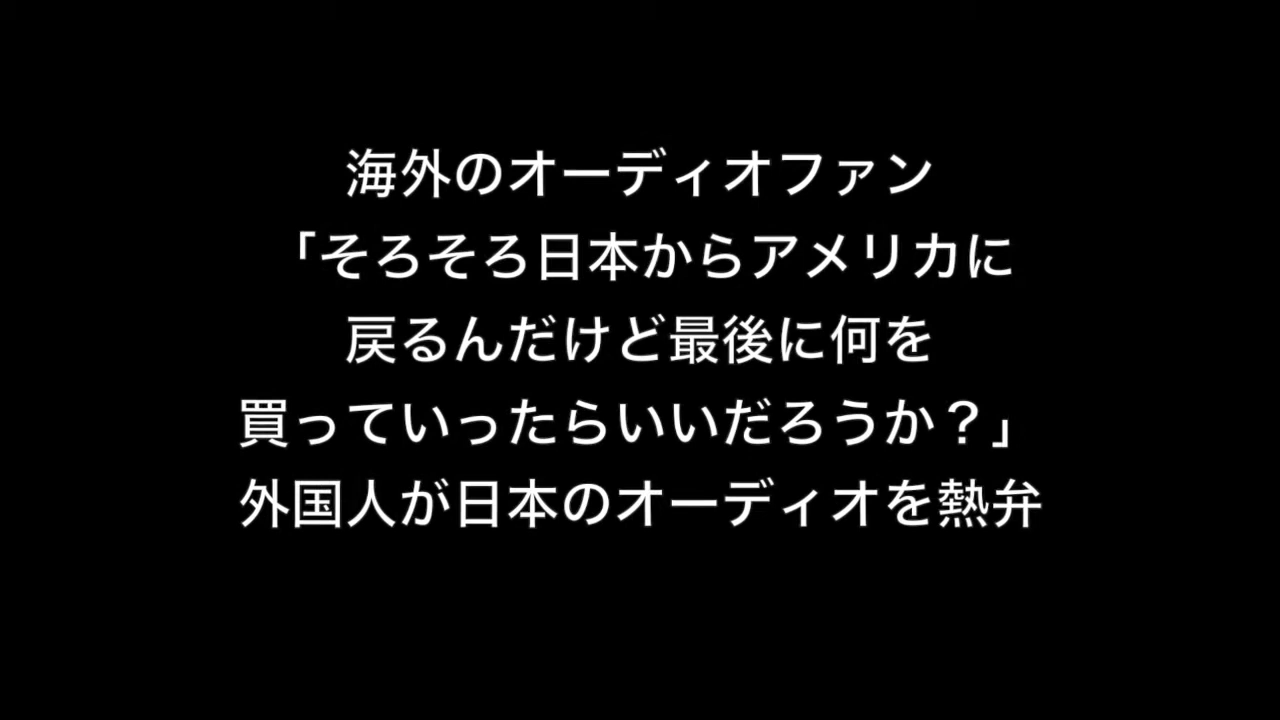 海外のオーディオファン
「そろそろ日本からアメリカに
戻るんだけど最後に何を
買っていったらいいだろうか？」
外国人が日本のオーディオを熱弁